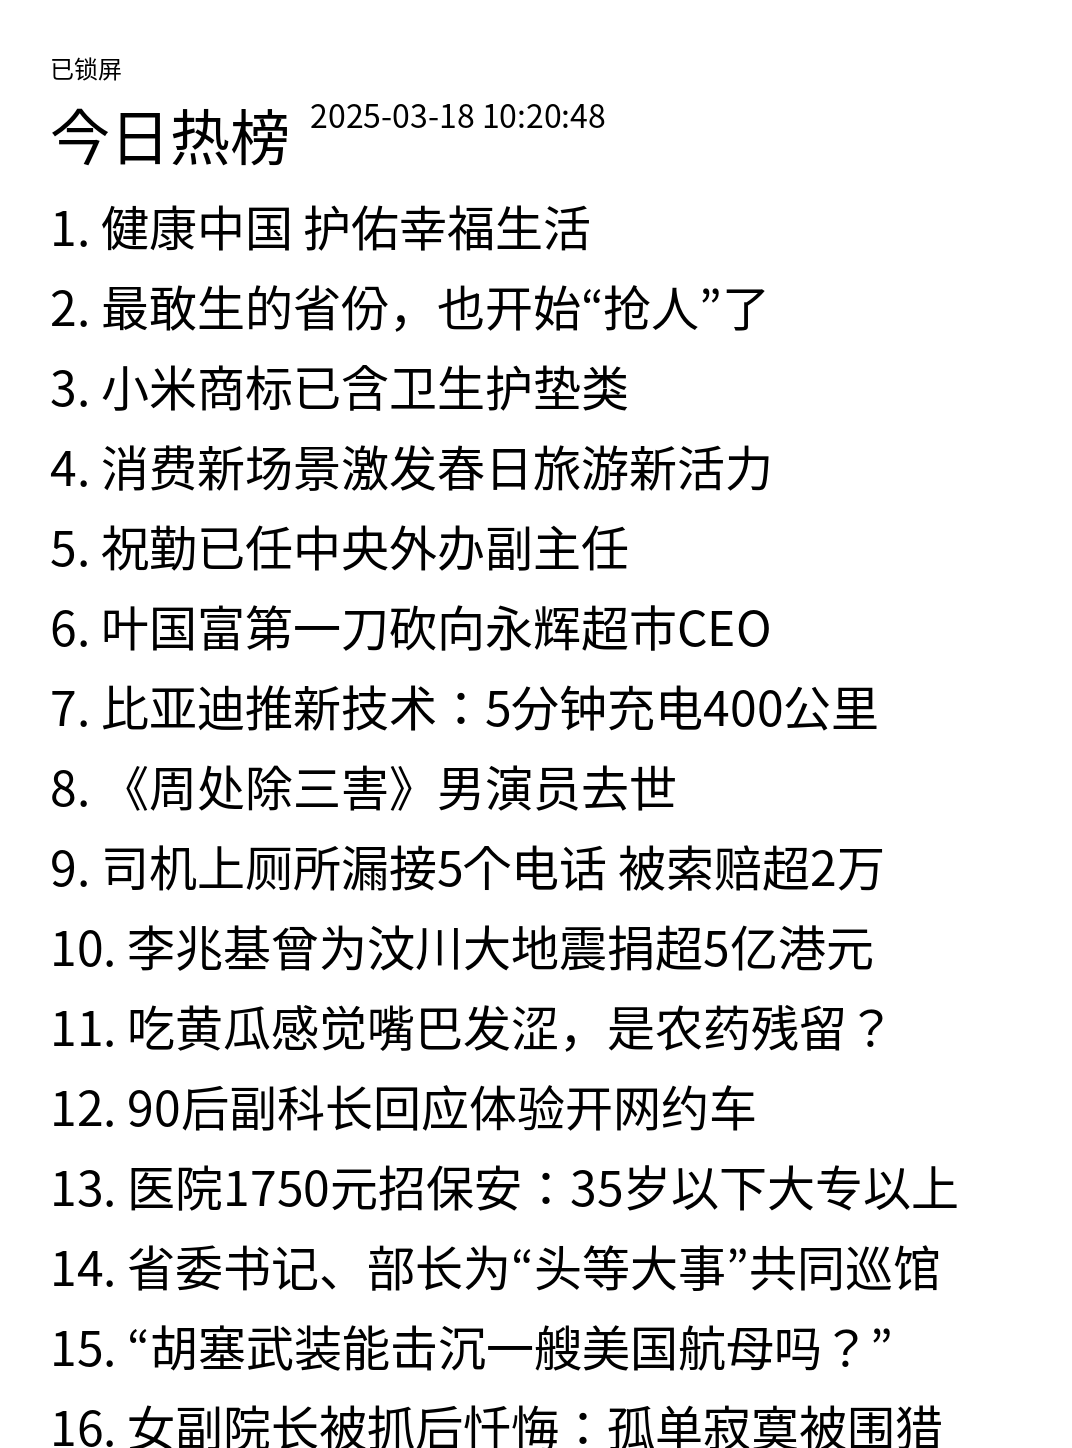 已锁屏
今日热榜 2025-03-18 10:20:48
1. 健康中国 护佑幸福生活
2. 最敢生的省份，也开始“抢人”了
3. 小米商标已含卫生护垫类
4. 消费新场景激发春日旅游新活力
5. 祝勤已任中央外办副主任
6. 叶国富第一刀砍向永辉超市CEO
7. 比亚迪推新技术：5分钟充电400公里
8. 《周处除三害》男演员去世
9. 司机上厕所漏接5个电话 被索赔超2万
10. 李兆基曾为汶川大地震捐超5亿港元
11. 吃黄瓜感觉嘴巴发涩，是农药残留？
12. 90后副科长回应体验开网约车
13. 医院1750元招保安：35岁以下大专以上
14. 省委书记、部长为“头等大事”共同巡馆
15. “胡塞武装能击沉一艘美国航母吗？”
16. 女副院长被抓后忏悔：孤单寂寞被围猎